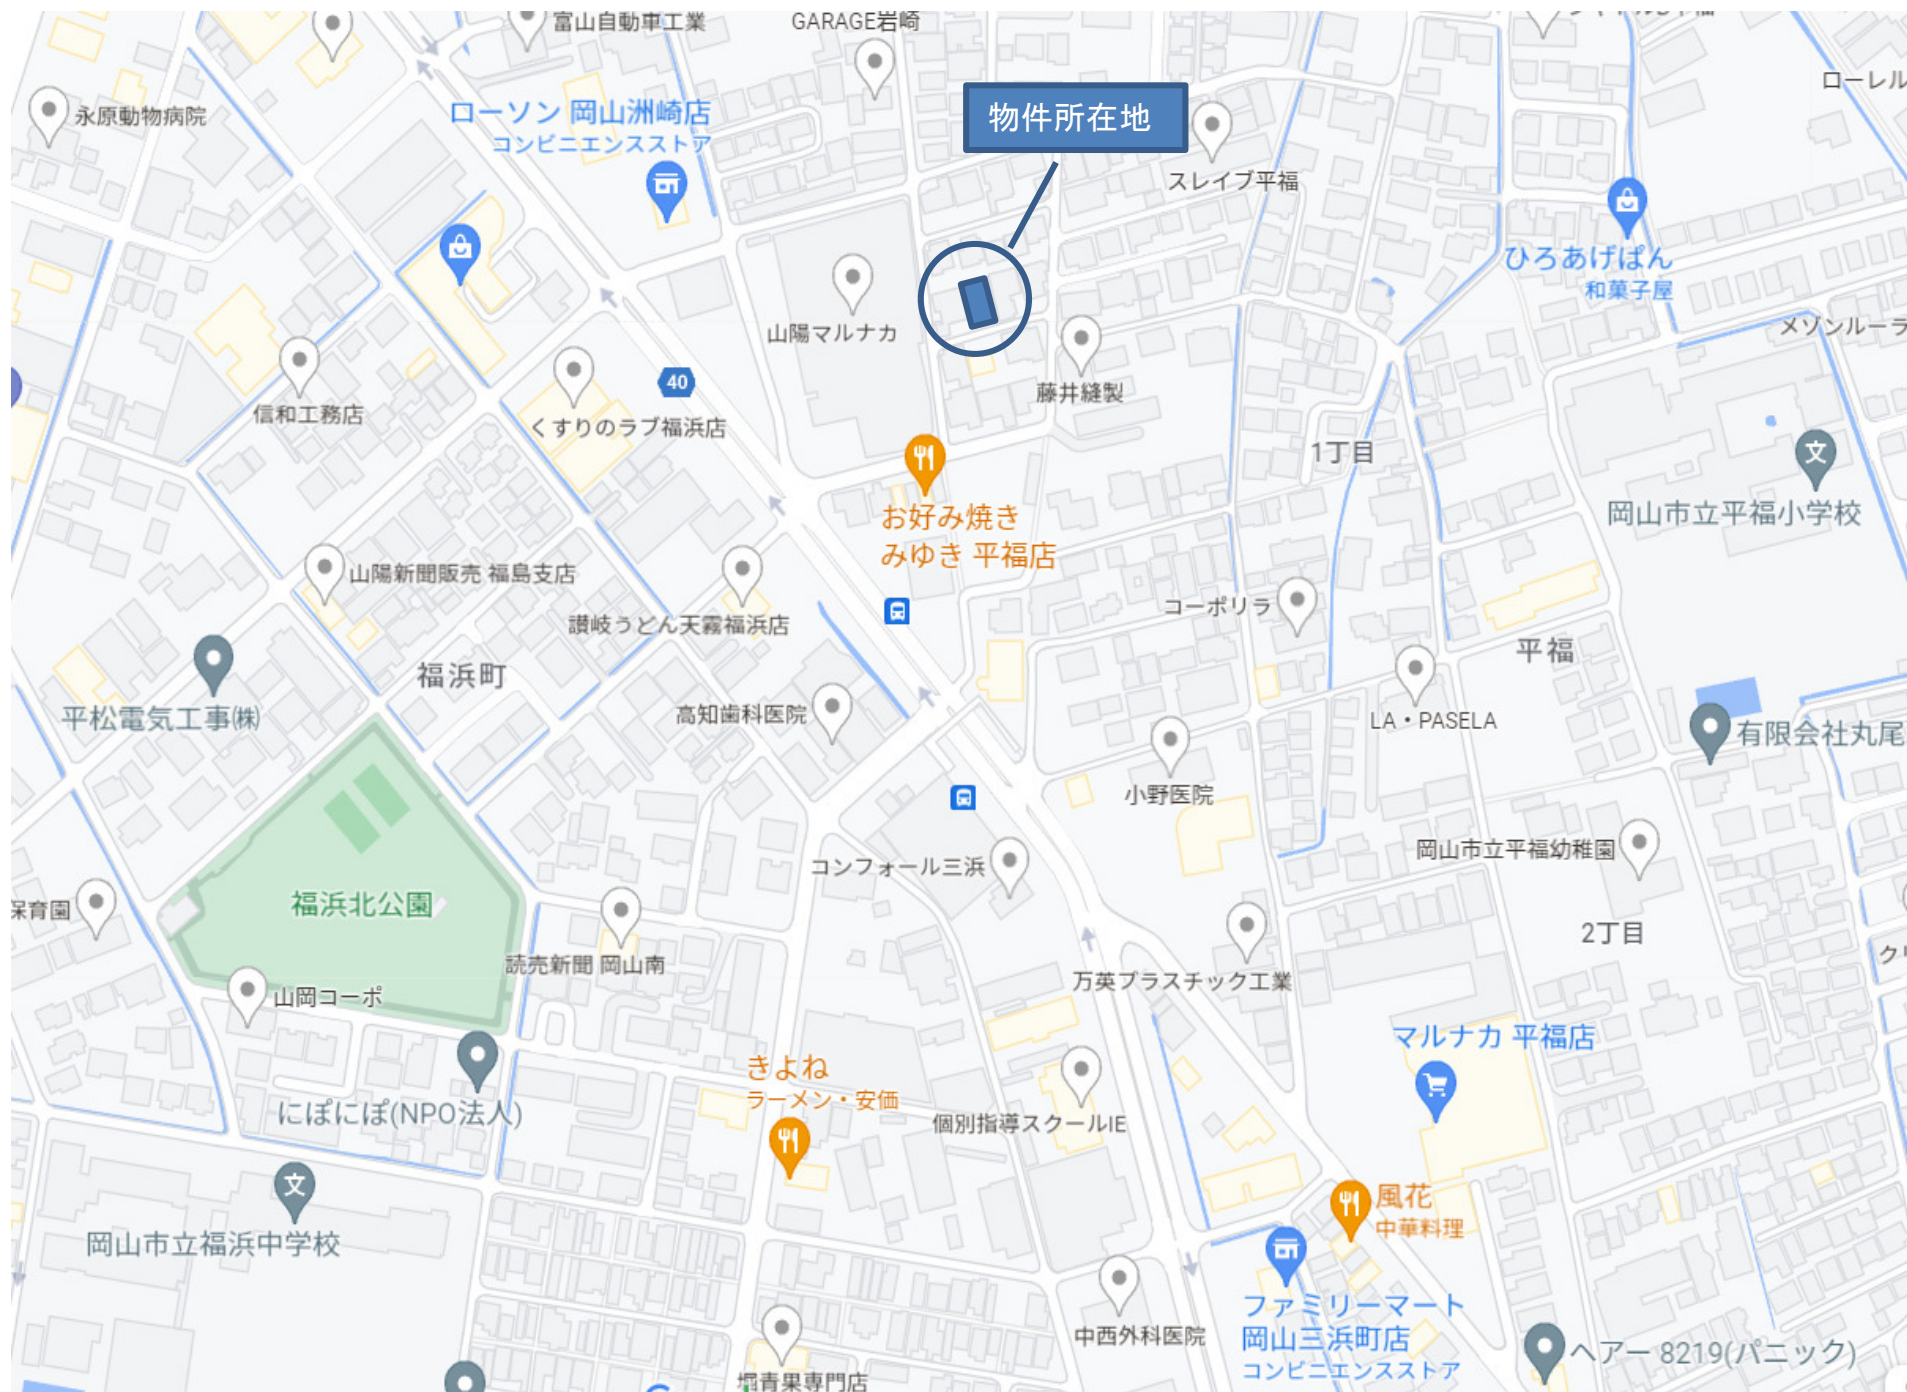 富山自動車工業
GARAGE岩崎
ローレル
永原動物病院
ローソン 岡山洲崎店
コンビニエンスストア
物件所在地
スレイブ平福
ひろあげぱん
和菓子屋
山陽マルナカ
メゾンルーラ
藤井縫製
40
信和工務店
くすりのラブ福浜店
1丁目
文
岡山市立平福小学校
お好み焼き
みゆき 平福店
山陽新聞販売 福島支店
讃岐うどん天霧福浜店
コーポリラ
平福
福浜町
平松電気工事㈱
高知歯科医院
LA・PASELA
有限会社丸尾
小野医院
岡山市立平福幼稚園
コンフォール三浜
福浜北公園
保育園
2丁目
読売新聞 岡山南
万英プラスチック工業
山岡コーポ
マルナカ 平福店
きよね
ラーメン・安価
にぽにぽ(NPO法人)
個別指導スクールIE
文
風花
中華料理
岡山市立福浜中学校
ファミリーマート
岡山三浜町店
コンビニエンスストア
中西外科医院
ヘアー 8219(パニック)
堀青果専門店